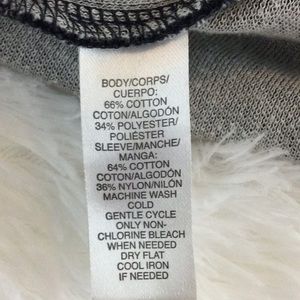 BODY/CORPS/
CUERPO:
66% COTTON
COTON/ALGODÓN
34% POLYESTER/
POLIÉSTER
SLEEVE/MANCHE/
MANGA:
64% COTTON
COTON/ALGODÓN
36% NYLON/NILÓN
MACHINE WASH
COLD
GENTLE CYCLE
ONLY NON-
CHLORINE BLEACH
WHEN NEEDED
DRY FLAT
COOL IRON
IF NEEDED